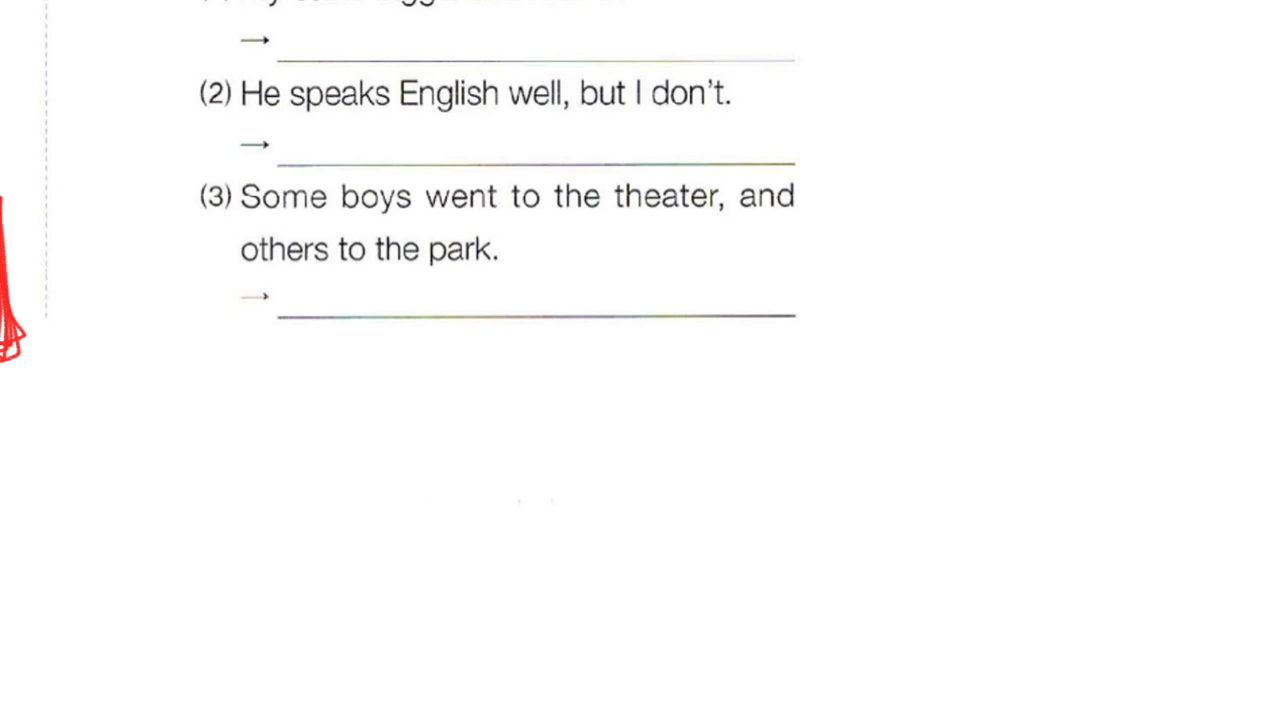 (2) He speaks English well, but I don't.
→
(3) Some boys went to the theater, and
others to the park.
→